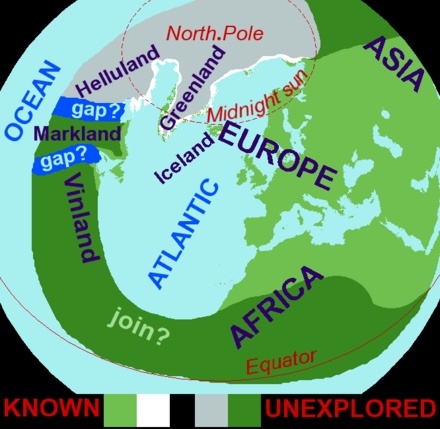 North.Pole
ASIA
Helluland
Greenland
OCEAN
Midnight sun
gap?
Markland
EUROPE
Iceland
gap?
Vinland
ATLANTIC
AFRICA
join?
Equator
KNOWN UNEXPLORED